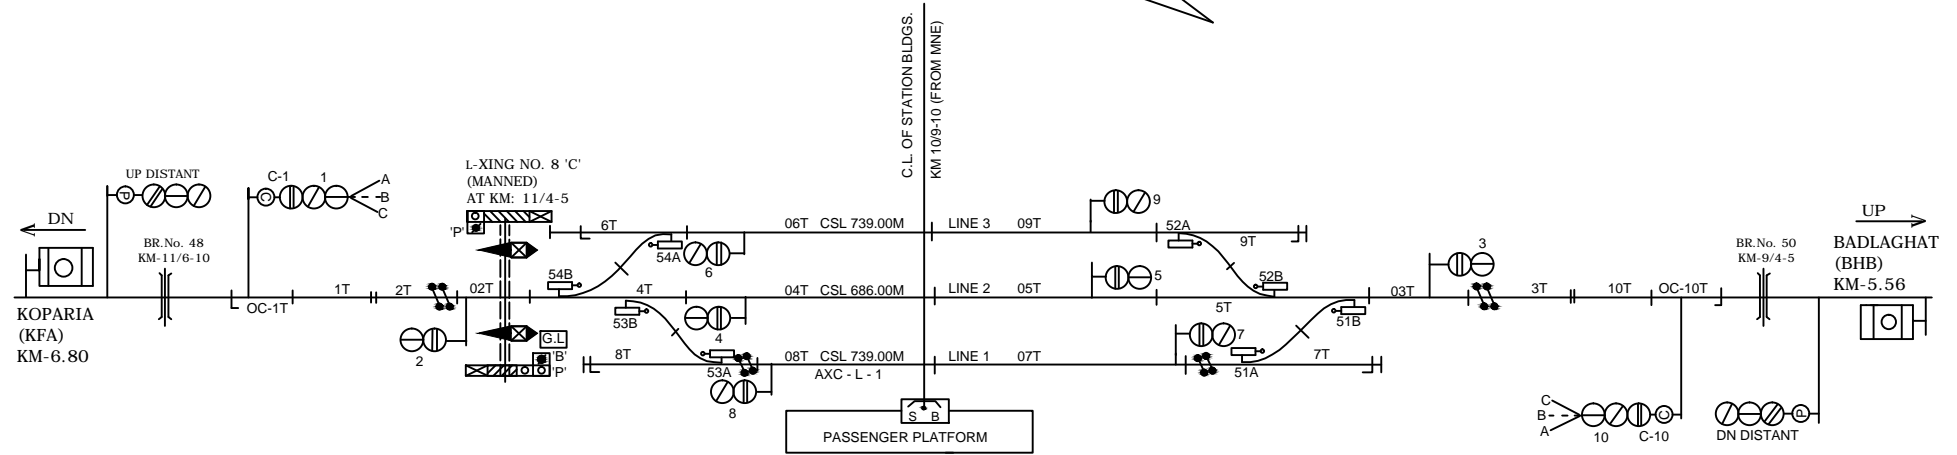 C.L. OF STATION BLDGS.
KM 10/9-10 (FROM MNE)
DN
KOPARIA
(KFA)
KM-6.80
UP DISTANT
P
BR.No. 48
KM-11/6-10
C-1
1
C
A
B
C
OC-1T
1T
2T
02T
2
L-XING NO. 8 'C'
(MANNED)
AT KM: 11/4-5
'P'
G.L
'B'
'P'
6T
54A
6
54B
4T
53B
4
8T
53A
8
06T CSL 739.00M
LINE 3
09T
04T CSL 686.00M
LINE 2
05T
08T CSL 739.00M
LINE 1
07T
AXC - L - 1
S B
PASSENGER PLATFORM
9
52A
9T
5
52B
5T
7
51A
51B
7T
03T
3
3T
10T
OC-10T
BR.No. 50
KM-9/4-5
UP
BADLAGHAT
(BHB)
KM-5.56
C
B
A
10
C-10
C
P
DN DISTANT